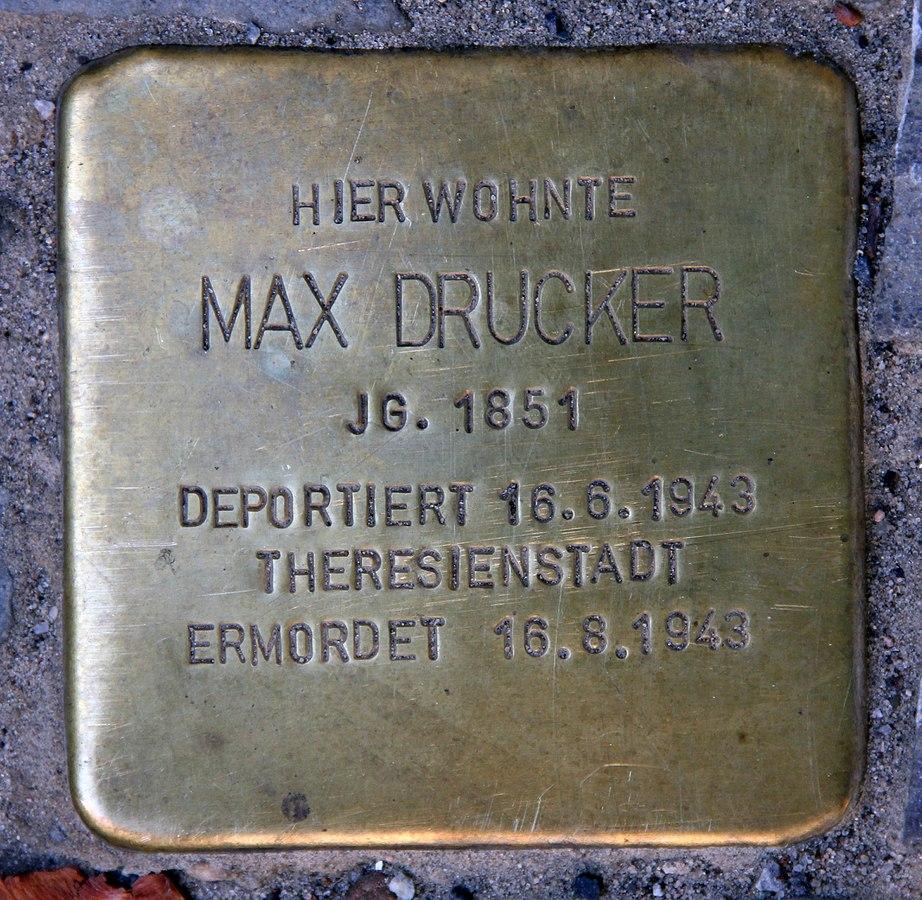 HIER WOHNTE
MAX DRUCKER
JG. 1851
DEPORTIERT 16.6.1943
THERESIENSTADT
ERMORDET 16.8.1943